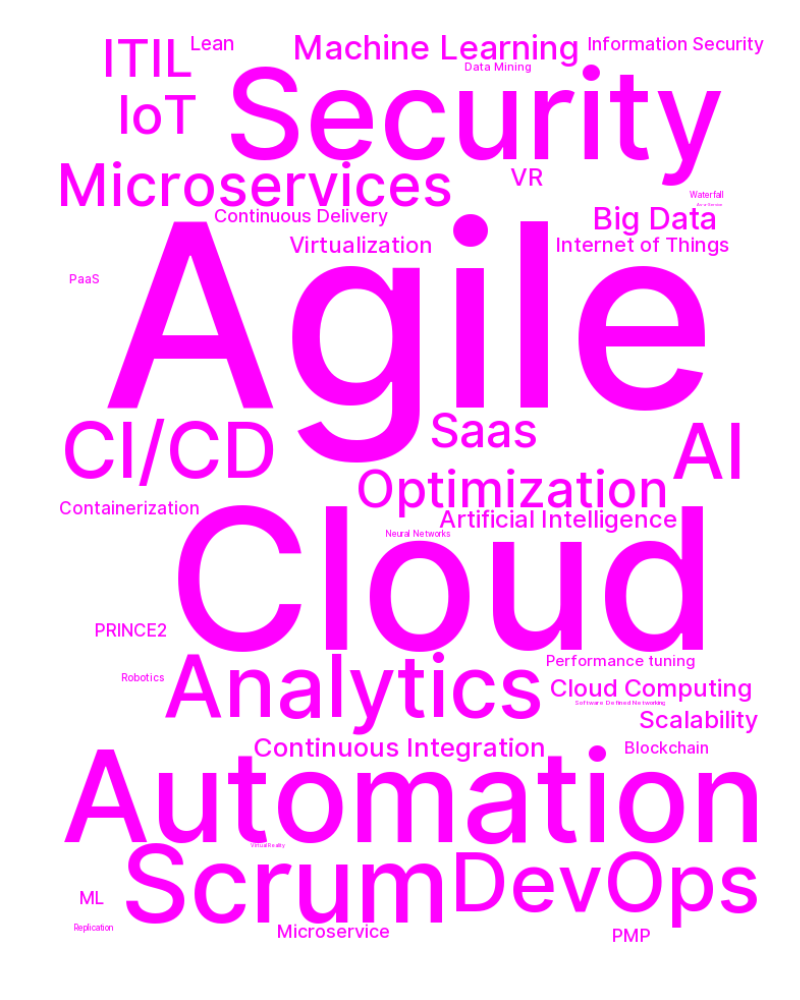 ITIL
Lean
Machine Learning
Information Security
Data Mining
IoT
Security
Microservices
VR
Waterfall
Continuous Delivery
Big Data
Virtualization
Internet of Things
PaaS
Agile
CI/CD
Saas
AI
Optimization
Containerization
Artificial Intelligence
Neural Networks
Cloud
PRINCE2
Analytics
Performance tuning
Robotics
Cloud Computing
Software Defined Networking
Scalability
Continuous Integration
Blockchain
Automation
Virtual Reality
Scrum
DevOps
ML
Replication
Microservice
PMP